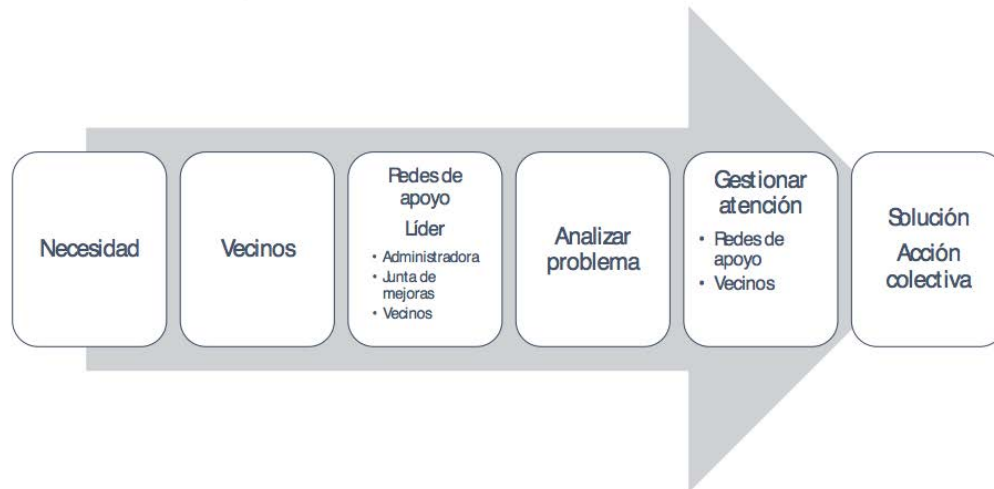 Necesidad
Vecinos
Redes de
apoyo
Líder
• Administradora
• Junta de
mejoras
• Vecinos
Analizar
problema
Gestionar
atención
• Redes de
apoyo
• Vecinos
Solución
Acción
colectiva